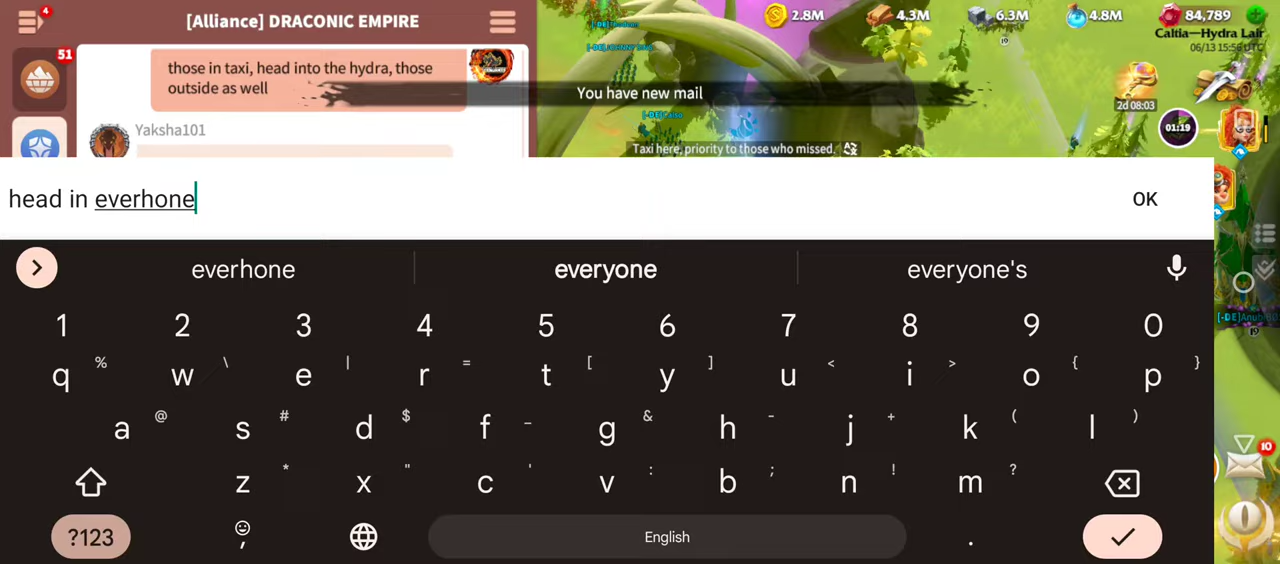 4
[Alliance] DRACONIC EMPIRE
2.8M
4.3M
6.3M
4.8M
84,789
Caltia—Hydra Lair
06/13 15:56 UTC
51
those in taxi, head into the hydra, those
outside as well
You have new mail
2d 08:03
01:19
Yaksha101
Taxi here, priority to those who missed.
head in everhone
OK
everhone
everyone
everyone's
1 2 3 4 5 6 7 8 9 0
q % w \ e | r = t [ y ] u < i > o { p }
a @ s # d $ f _ g & h - j + k ( l )
z * x " c ' v : b ; n ! m ?
10
?123
,
English
.